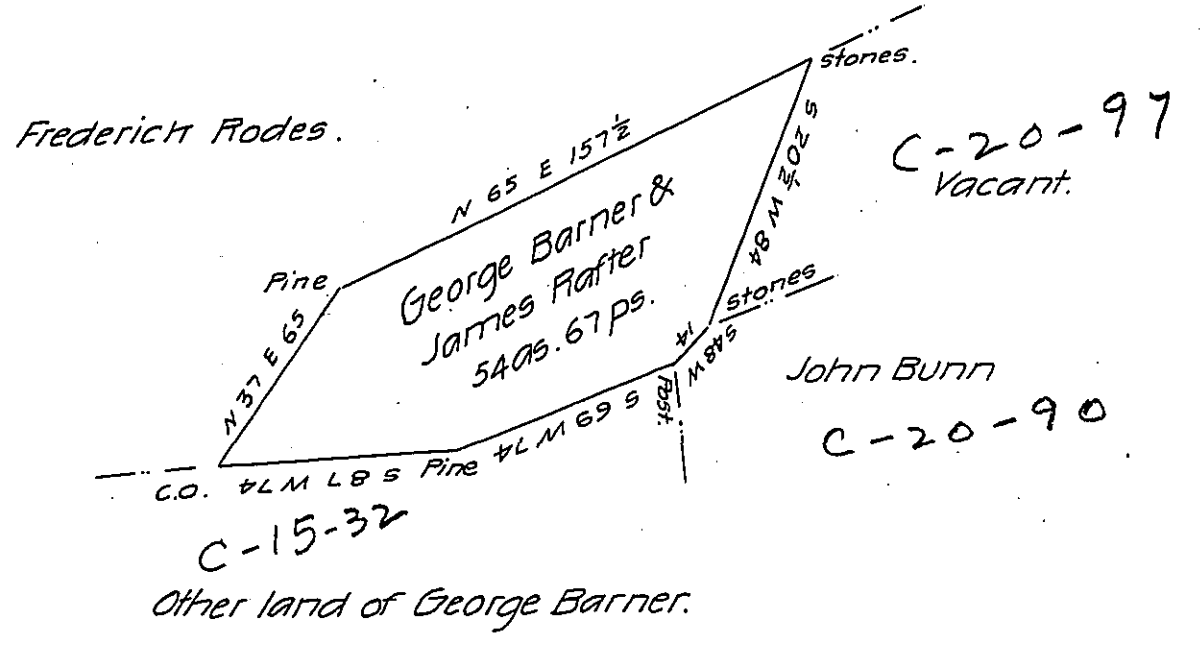 stones.
Frederick Rodes.
N 65 E 157½
S 20½ W 84
C-20-97
Vacant.
George Barner &
James Rafter
54as. 67ps.
Pine
N 37 E 65
stones
14
S48W
John Bunn
Post.
S 69 W 74
C-20-90
C.O.
S 87 W 74
Pine
C-15-32
Other land of George Barner.